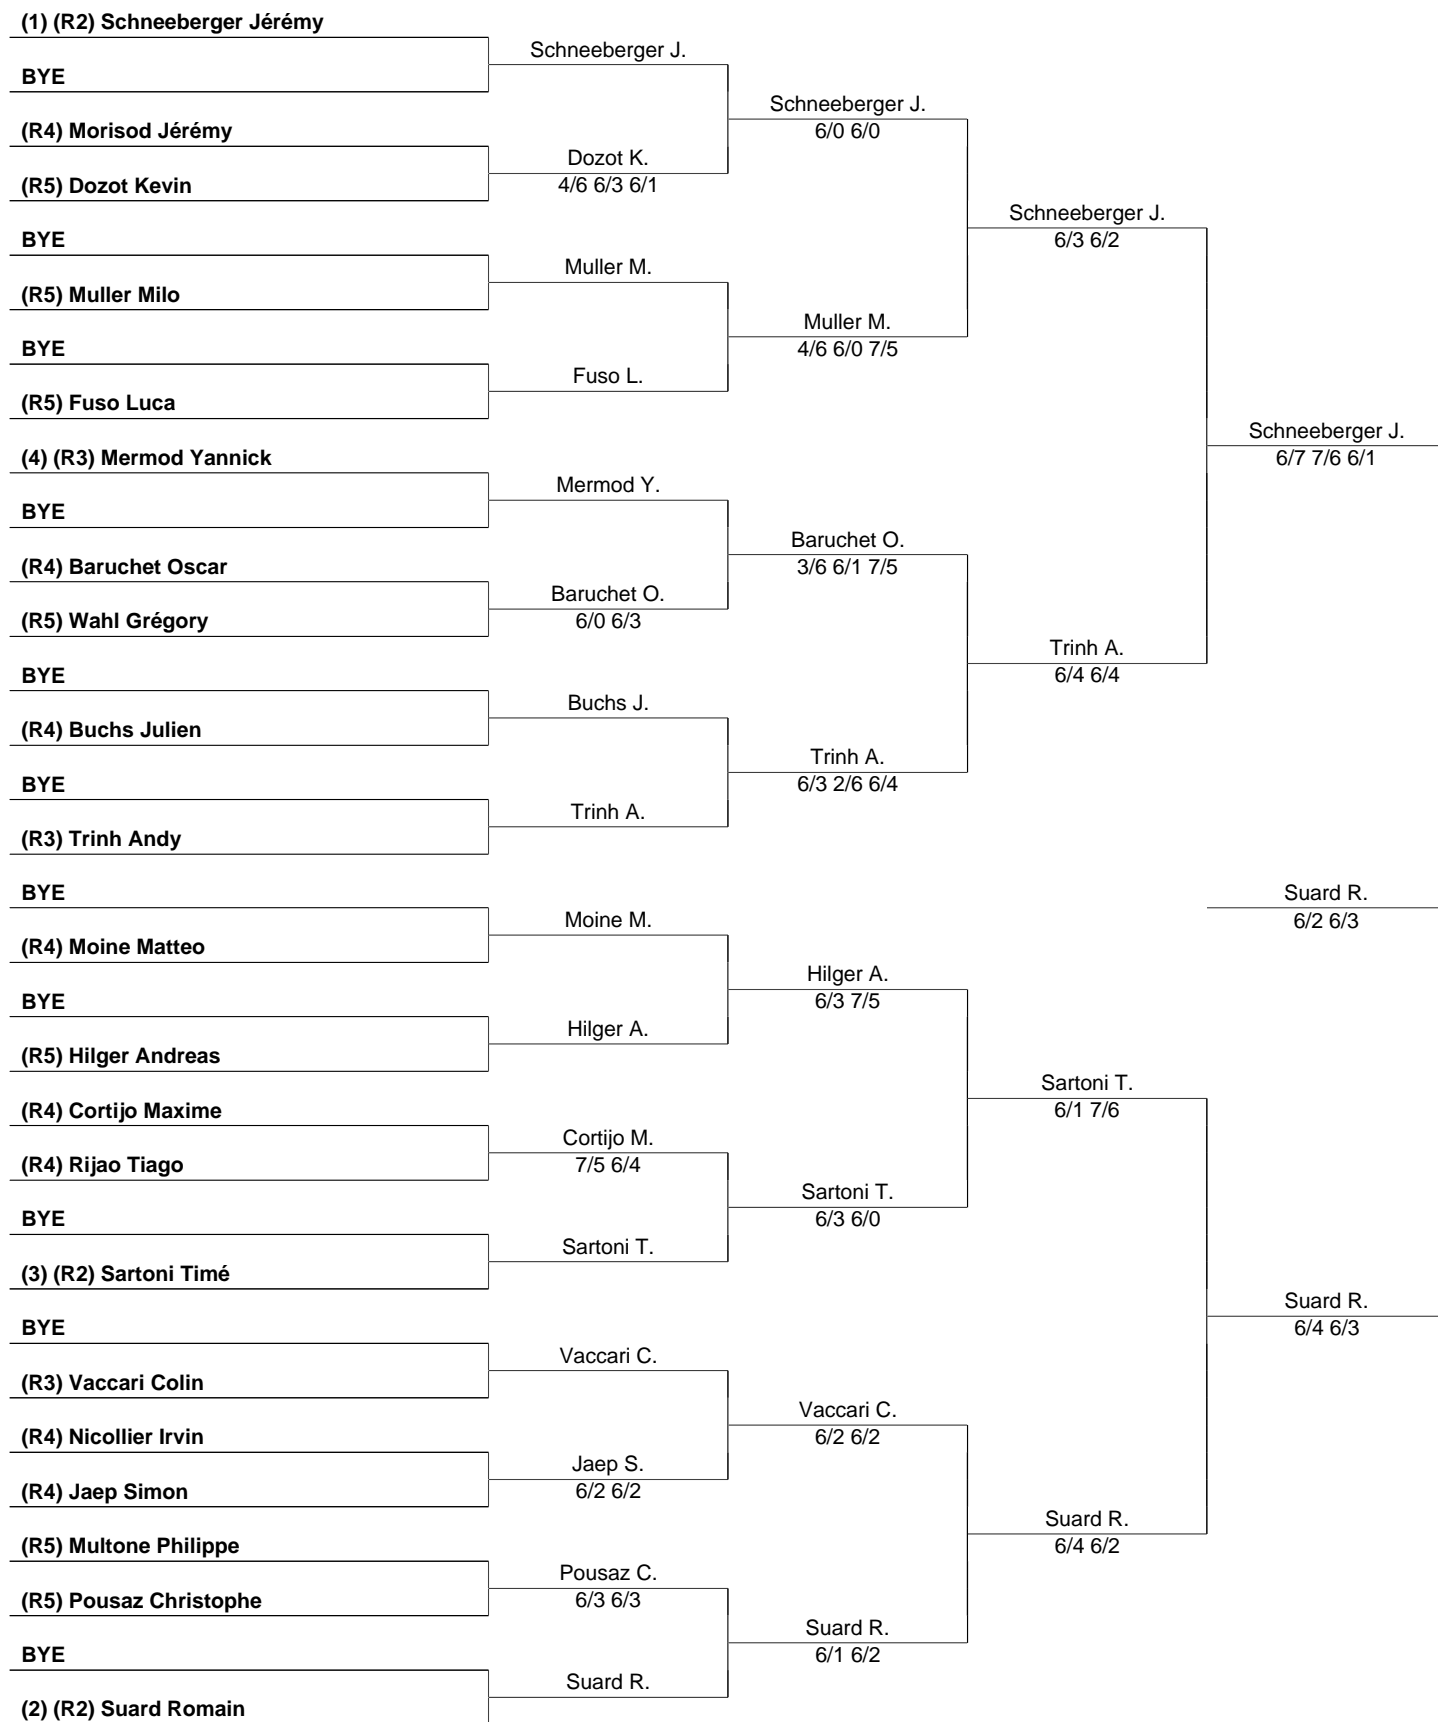 (1) (R2) Schneeberger Jérémy
Schneeberger J.
BYE
Schneeberger J.
6/0 6/0
(R4) Morisod Jérémy
Dozot K.
4/6 6/3 6/1
(R5) Dozot Kevin
Schneeberger J.
6/3 6/2
BYE
Muller M.
(R5) Muller Milo
Muller M.
4/6 6/0 7/5
BYE
Fuso L.
(R5) Fuso Luca
Schneeberger J.
6/7 7/6 6/1
(4) (R3) Mermod Yannick
Mermod Y.
BYE
Baruchet O.
3/6 6/1 7/5
(R4) Baruchet Oscar
Baruchet O.
6/0 6/3
(R5) Wahl Grégory
Trinh A.
6/4 6/4
BYE
Buchs J.
(R4) Buchs Julien
Trinh A.
6/3 2/6 6/4
BYE
Trinh A.
(R3) Trinh Andy
BYE
Suard R.
6/2 6/3
Moine M.
(R4) Moine Matteo
Hilger A.
6/3 7/5
BYE
Hilger A.
(R5) Hilger Andreas
Sartoni T.
6/1 7/6
(R4) Cortijo Maxime
Cortijo M.
7/5 6/4
(R4) Rijao Tiago
Sartoni T.
6/3 6/0
BYE
Sartoni T.
(3) (R2) Sartoni Timé
Suard R.
6/4 6/3
BYE
Vaccari C.
(R3) Vaccari Colin
Vaccari C.
6/2 6/2
(R4) Nicollier Irvin
Jaep S.
6/2 6/2
(R4) Jaep Simon
Suard R.
6/4 6/2
(R5) Multone Philippe
Pousaz C.
6/3 6/3
(R5) Pousaz Christophe
Suard R.
6/1 6/2
BYE
Suard R.
(2) (R2) Suard Romain